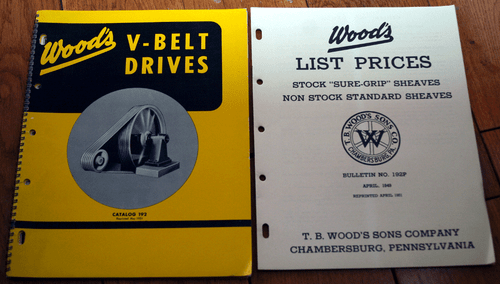 Wood's
V-BELT
DRIVES
CATALOG 192
Wood's
LIST PRICES
STOCK "SURE-GRIP" SHEAVES
NON STOCK STANDARD SHEAVES
T. B. WOOD'S SONS CO.
W
CHAMBERSBURG, PA.
BULLETIN NO. 192P
APRIL, 1949
REPRINTED APRIL 1951
T. B. WOOD'S SONS COMPANY
CHAMBERSBURG, PENNSYLVANIA